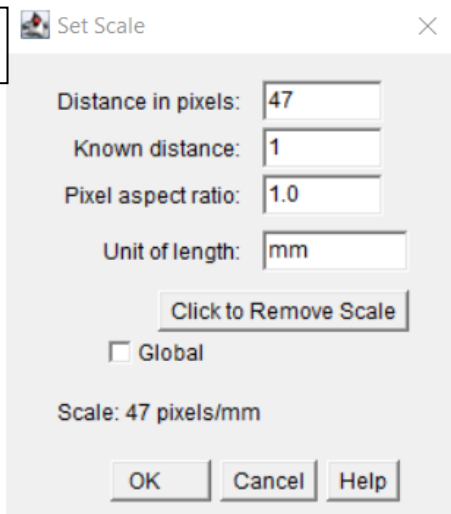 Set Scale
Distance in pixels: 47
Known distance: 1
Pixel aspect ratio: 1.0
Unit of length: mm
Click to Remove Scale
Global
Scale: 47 pixels/mm
OK Cancel Help